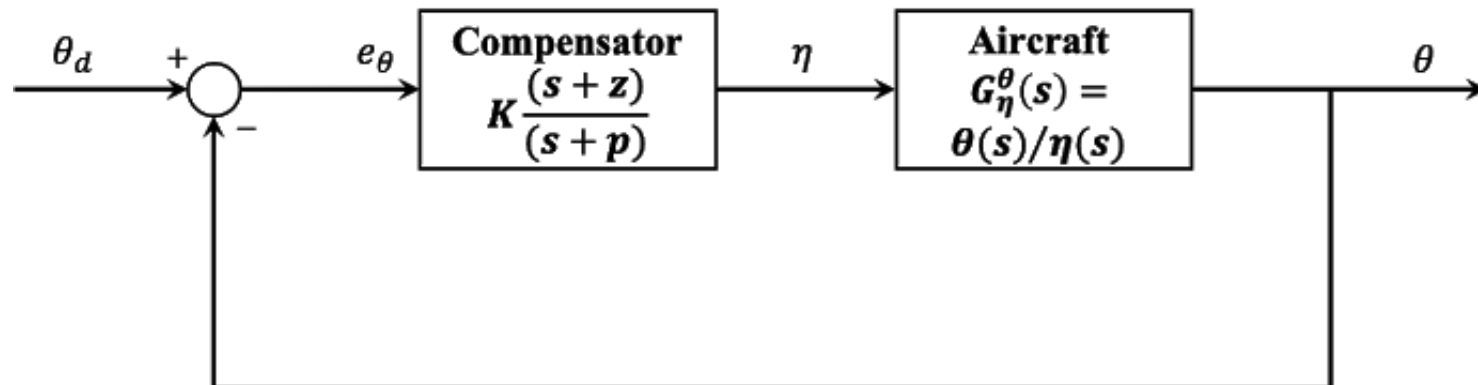 θ_d
+
−
e_θ
Compensator
K (s + z)/(s + p)
η
Aircraft
G_η^θ(s) =
θ(s)/η(s)
θ